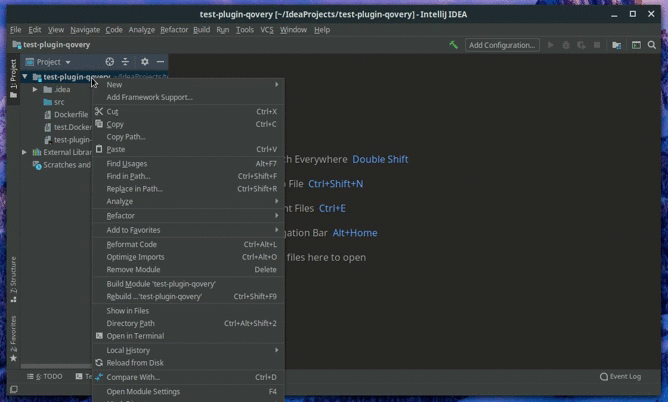 test-plugin-qovery [~/IdeaProjects/test-plugin-qovery] - IntelliJ IDEA
File Edit View Navigate Code Analyze Refactor Build Run Tools VCS Window Help
test-plugin-qovery
Add Configuration...
1: Project
Project
test-plugin-qovery
.idea
src
Dockerfile
test.Docker
test-plugin-
External Librar
Scratches and
New
Add Framework Support...
Cut Ctrl+X
Copy Ctrl+C
Copy Path...
Paste Ctrl+V
Find Usages Alt+F7
Find in Path... Ctrl+Shift+F
Replace in Path... Ctrl+Shift+R
Analyze
Refactor
Add to Favorites
Reformat Code Ctrl+Alt+L
Optimize Imports Ctrl+Alt+O
Remove Module Delete
Build Module 'test-plugin-qovery'
Rebuild ...'test-plugin-qovery' Ctrl+Shift+F9
Show in Files
Directory Path Ctrl+Alt+Shift+2
Open in Terminal
Local History
Reload from Disk
Compare With... Ctrl+D
Open Module Settings F4
ch Everywhere Double Shift
File Ctrl+Shift+N
nt Files Ctrl+E
gation Bar Alt+Home
files here to open
Z: Structure
2: Favorites
6: TODO
Te
Event Log